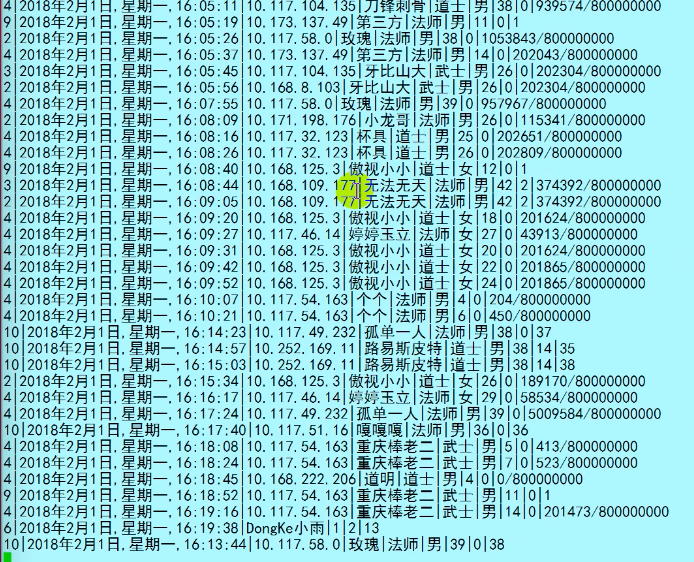 4|2018年2月1日,星期一,16:05:11|10.117.104.135|刀锋刺骨|道士|男|38|0|939574/800000000
9|2018年2月1日,星期一,16:05:19|10.173.137.49|第三方|法师|男|11|0|1
2|2018年2月1日,星期一,16:05:26|10.117.58.0|玫瑰|法师|男|38|0|1053843/800000000
4|2018年2月1日,星期一,16:05:37|10.173.137.49|第三方|法师|男|14|0|202043/800000000
3|2018年2月1日,星期一,16:05:45|10.117.104.135|牙比山大|武士|男|26|0|202304/800000000
2|2018年2月1日,星期一,16:05:56|10.168.8.103|牙比山大|武士|男|26|0|202304/800000000
4|2018年2月1日,星期一,16:07:55|10.117.58.0|玫瑰|法师|男|39|0|957967/800000000
2|2018年2月1日,星期一,16:08:09|10.171.198.176|小龙哥|法师|男|26|0|115341/800000000
4|2018年2月1日,星期一,16:08:16|10.117.32.123|杯具|道士|男|25|0|202651/800000000
4|2018年2月1日,星期一,16:08:26|10.117.32.123|杯具|道士|男|26|0|202809/800000000
9|2018年2月1日,星期一,16:08:40|10.168.125.3|傲视小小|道士|女|12|0|1
3|2018年2月1日,星期一,16:08:44|10.168.109.177|无法无天|法师|男|42|2|374392/800000000
2|2018年2月1日,星期一,16:09:05|10.168.109.177|无法无天|法师|男|42|2|374392/800000000
4|2018年2月1日,星期一,16:09:20|10.168.125.3|傲视小小|道士|女|18|0|201624/800000000
4|2018年2月1日,星期一,16:09:27|10.117.46.14|婷婷玉立|法师|女|27|0|43913/800000000
4|2018年2月1日,星期一,16:09:31|10.168.125.3|傲视小小|道士|女|20|0|201624/800000000
4|2018年2月1日,星期一,16:09:42|10.168.125.3|傲视小小|道士|女|22|0|201865/800000000
4|2018年2月1日,星期一,16:09:52|10.168.125.3|傲视小小|道士|女|24|0|201865/800000000
4|2018年2月1日,星期一,16:10:07|10.117.54.163|个个|法师|男|4|0|204/800000000
4|2018年2月1日,星期一,16:10:21|10.117.54.163|个个|法师|男|6|0|450/800000000
10|2018年2月1日,星期一,16:14:23|10.117.49.232|孤单一人|法师|男|38|0|37
10|2018年2月1日,星期一,16:14:57|10.252.169.11|路易斯皮特|道士|男|38|14|35
10|2018年2月1日,星期一,16:15:03|10.252.169.11|路易斯皮特|道士|男|38|14|38
2|2018年2月1日,星期一,16:15:34|10.168.125.3|傲视小小|道士|女|26|0|189170/800000000
4|2018年2月1日,星期一,16:16:17|10.117.46.14|婷婷玉立|法师|女|29|0|58534/800000000
4|2018年2月1日,星期一,16:17:24|10.117.49.232|孤单一人|法师|男|39|0|5009584/800000000
10|2018年2月1日,星期一,16:17:40|10.117.51.16|嘎嘎嘎|法师|男|36|0|36
4|2018年2月1日,星期一,16:18:08|10.117.54.163|重庆棒老二|武士|男|5|0|413/800000000
4|2018年2月1日,星期一,16:18:24|10.117.54.163|重庆棒老二|武士|男|7|0|523/800000000
4|2018年2月1日,星期一,16:18:45|10.168.222.206|道明|道士|男|4|0|0/800000000
9|2018年2月1日,星期一,16:18:52|10.117.54.163|重庆棒老二|武士|男|11|0|1
4|2018年2月1日,星期一,16:19:16|10.117.54.163|重庆棒老二|武士|男|14|0|201473/800000000
6|2018年2月1日,星期一,16:19:38|DongKe小雨|1|2|13
10|2018年2月1日,星期一,16:13:44|10.117.58.0|玫瑰|法师|男|39|0|38